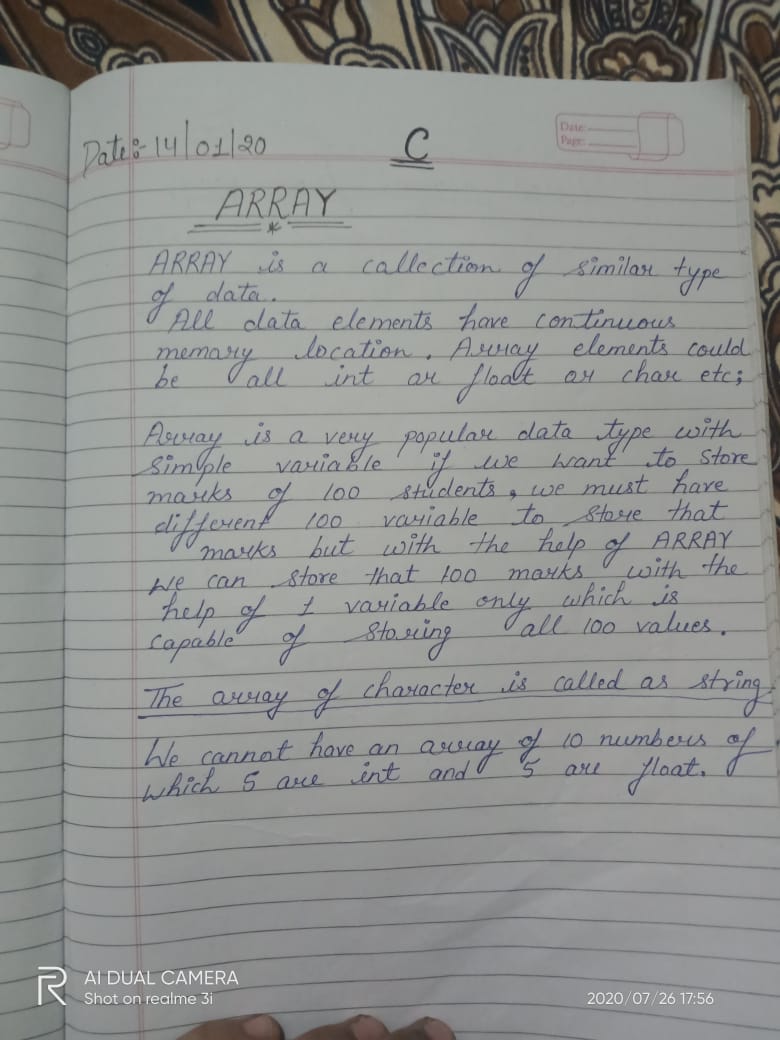 Date:- 14/01/20
C
Date:
Page:
ARRAY
ARRAY is a collection of similar type
of data.
All data elements have continuous
memory location. Array elements could
be all int or float or char etc;
Array is a very popular data type with
simple variable if we want to store
marks of 100 students, we must have
different 100 variable to store that
marks but with the help of ARRAY
we can store that 100 marks with the
help of 1 variable only which is
capable of storing all 100 values.
The array of character is called as string
We cannot have an array of 10 numbers of
which 5 are int and 5 are float.
R AI DUAL CAMERA
Shot on realme 3i
2020/07/26 17:56